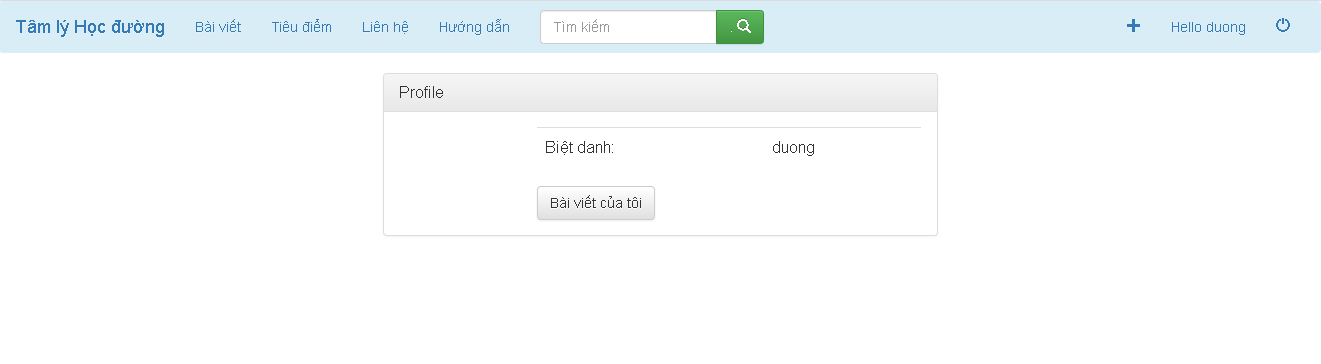 Tâm lý Học đường Bài viết Tiêu điểm Liên hệ Hướng dẫn Tìm kiếm Hello duong
Profile
Biệt danh: duong
Bài viết của tôi